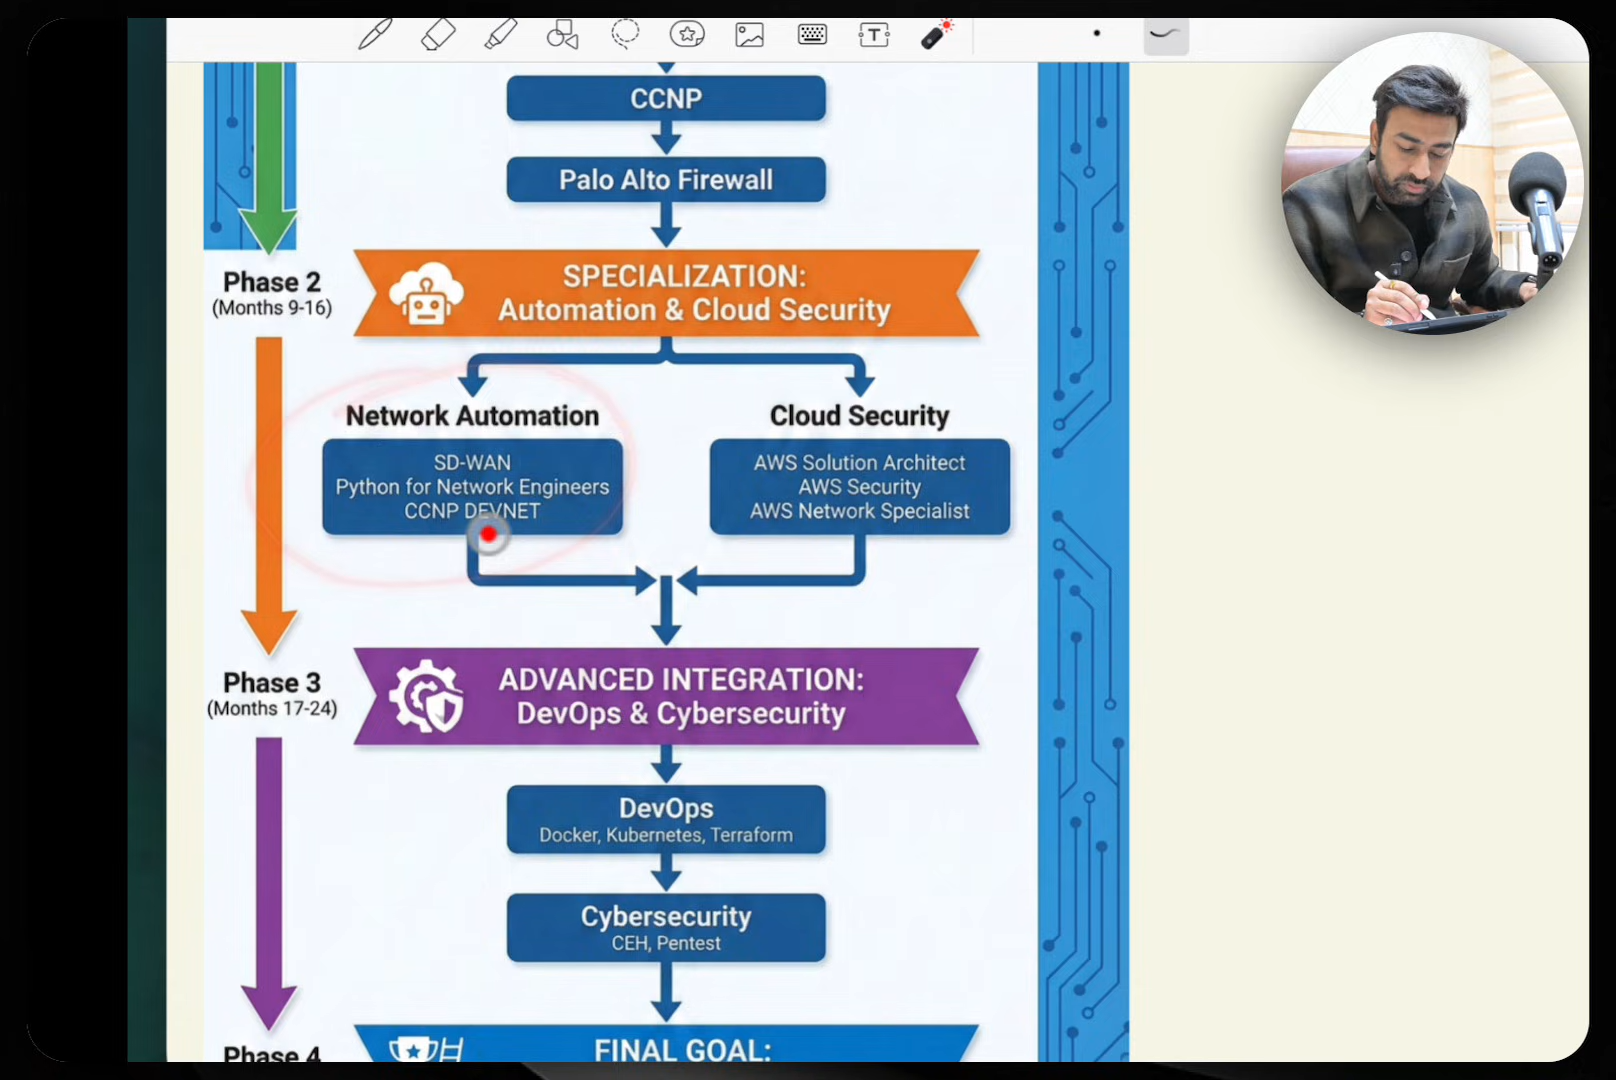 CCNP
Palo Alto Firewall
Phase 2
(Months 9-16)
SPECIALIZATION:
Automation & Cloud Security
Network Automation
SD-WAN
Python for Network Engineers
CCNP DEVNET
Cloud Security
AWS Solution Architect
AWS Security
AWS Network Specialist
Phase 3
(Months 17-24)
ADVANCED INTEGRATION:
DevOps & Cybersecurity
DevOps
Docker, Kubernetes, Terraform
Cybersecurity
CEH, Pentest
Phase 4
FINAL GOAL: